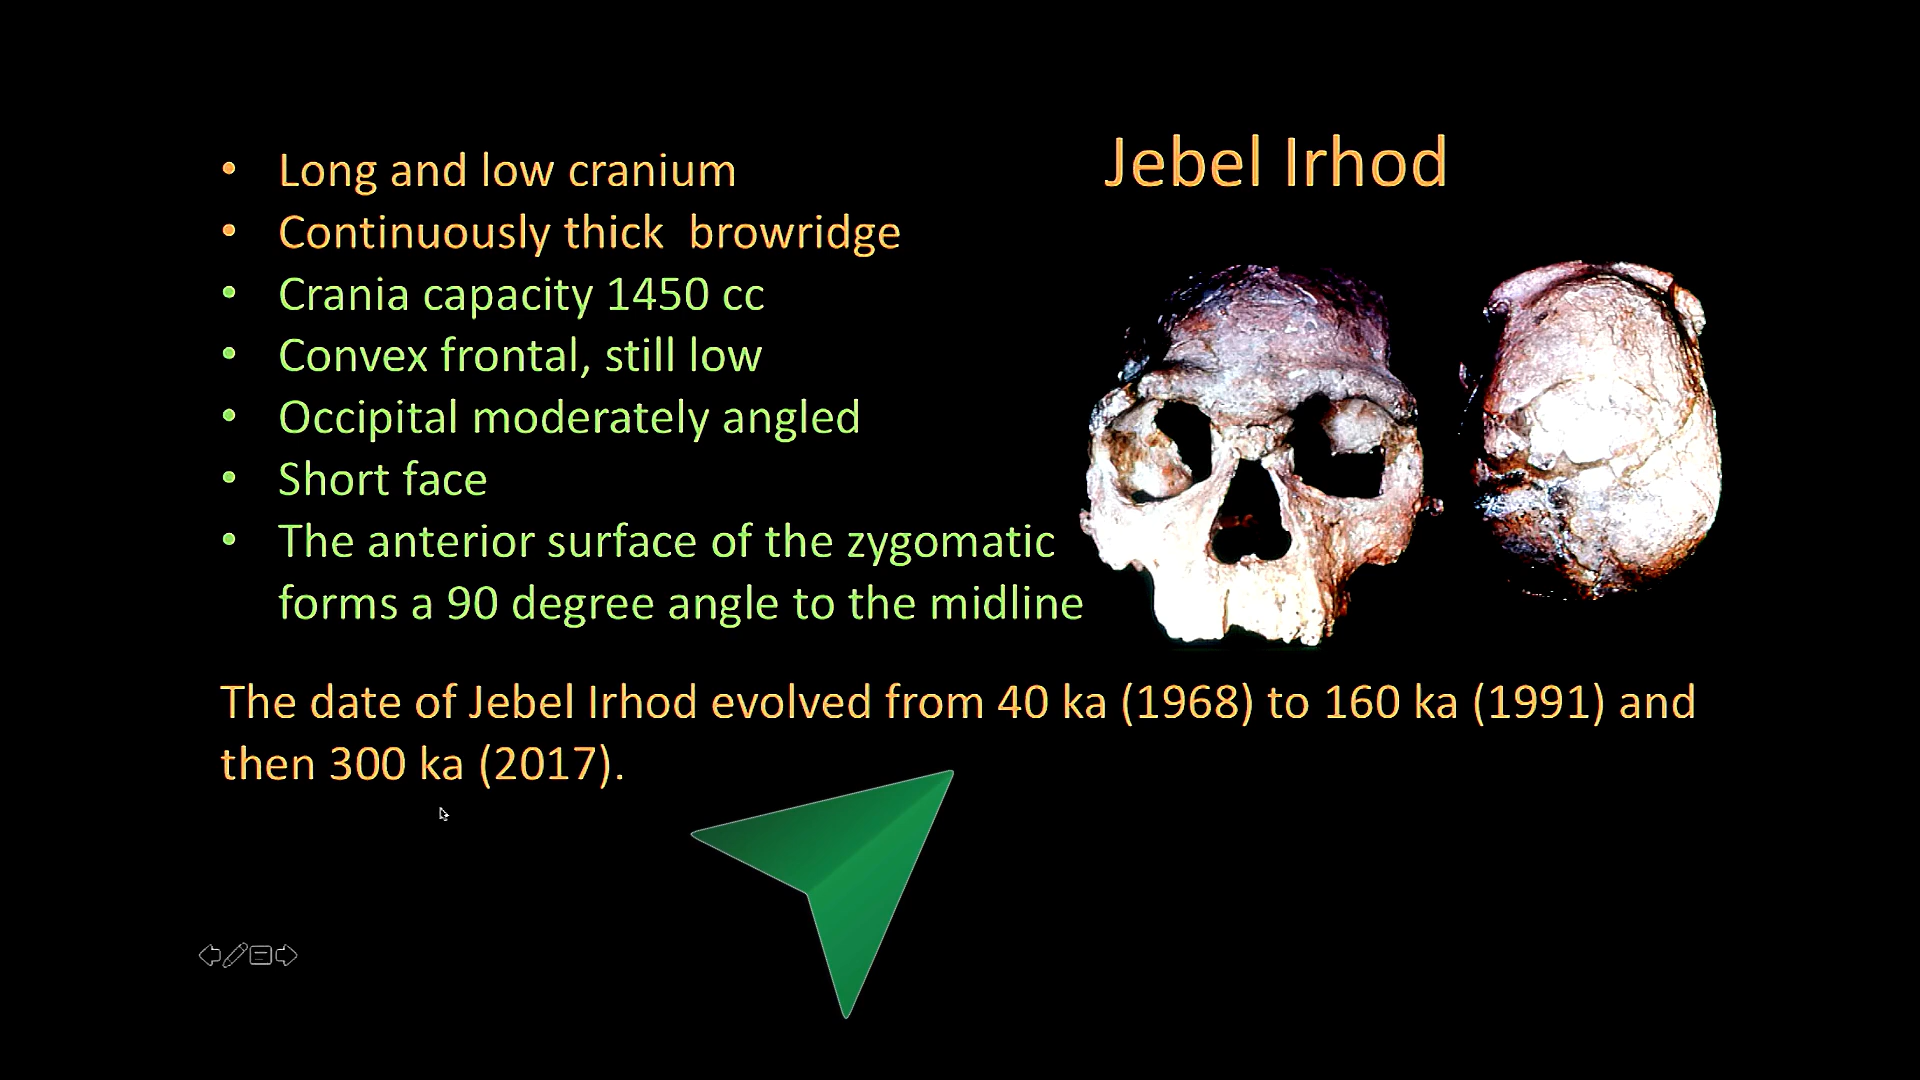 Jebel Irhod
• Long and low cranium
• Continuously thick  browridge
• Crania capacity 1450 cc
• Convex frontal, still low
• Occipital moderately angled
• Short face
• The anterior surface of the zygomatic
forms a 90 degree angle to the midline
The date of Jebel Irhod evolved from 40 ka (1968) to 160 ka (1991) and
then 300 ka (2017).